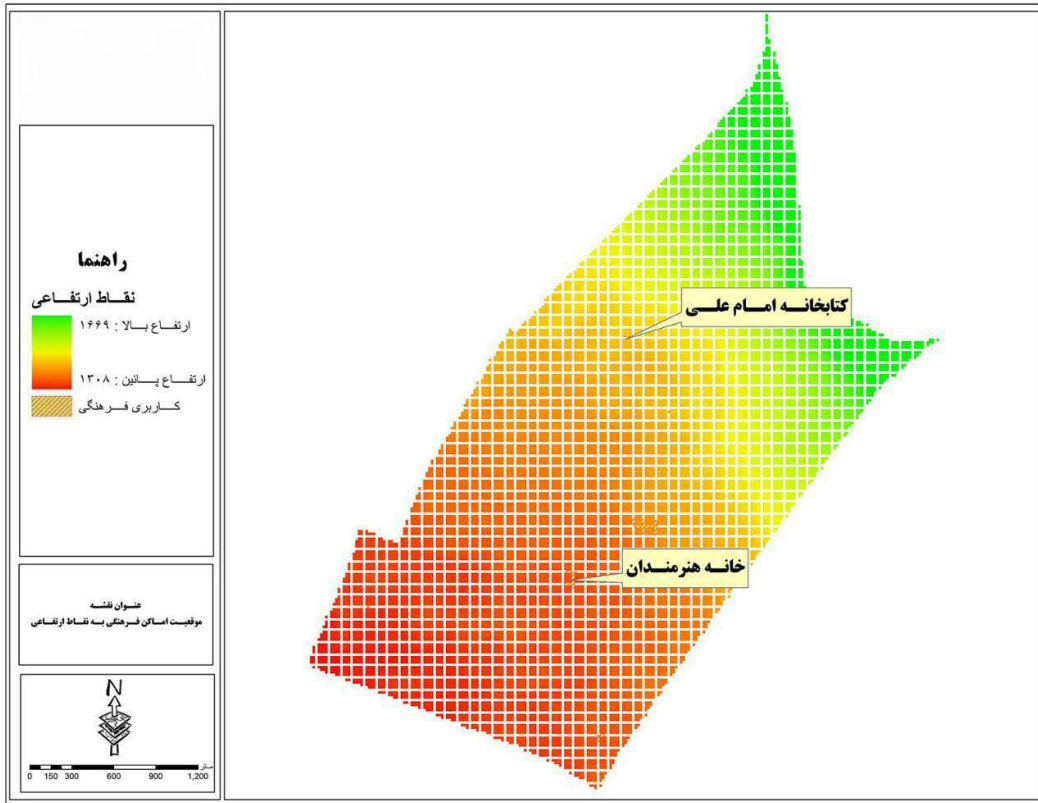 راهنما
نقاط ارتفاعی
ارتفاع بالا : ۱۶۶۹
ارتفاع پائین : ۱۳۰۸
کاربری فرهنگی
کتابخانه امام علی
خانه هنرمندان
عنوان نقشه
موقعیت اماکن فرهنگی به نقاط ارتفاعی
N
متر
0 150 300 600 900 1,200